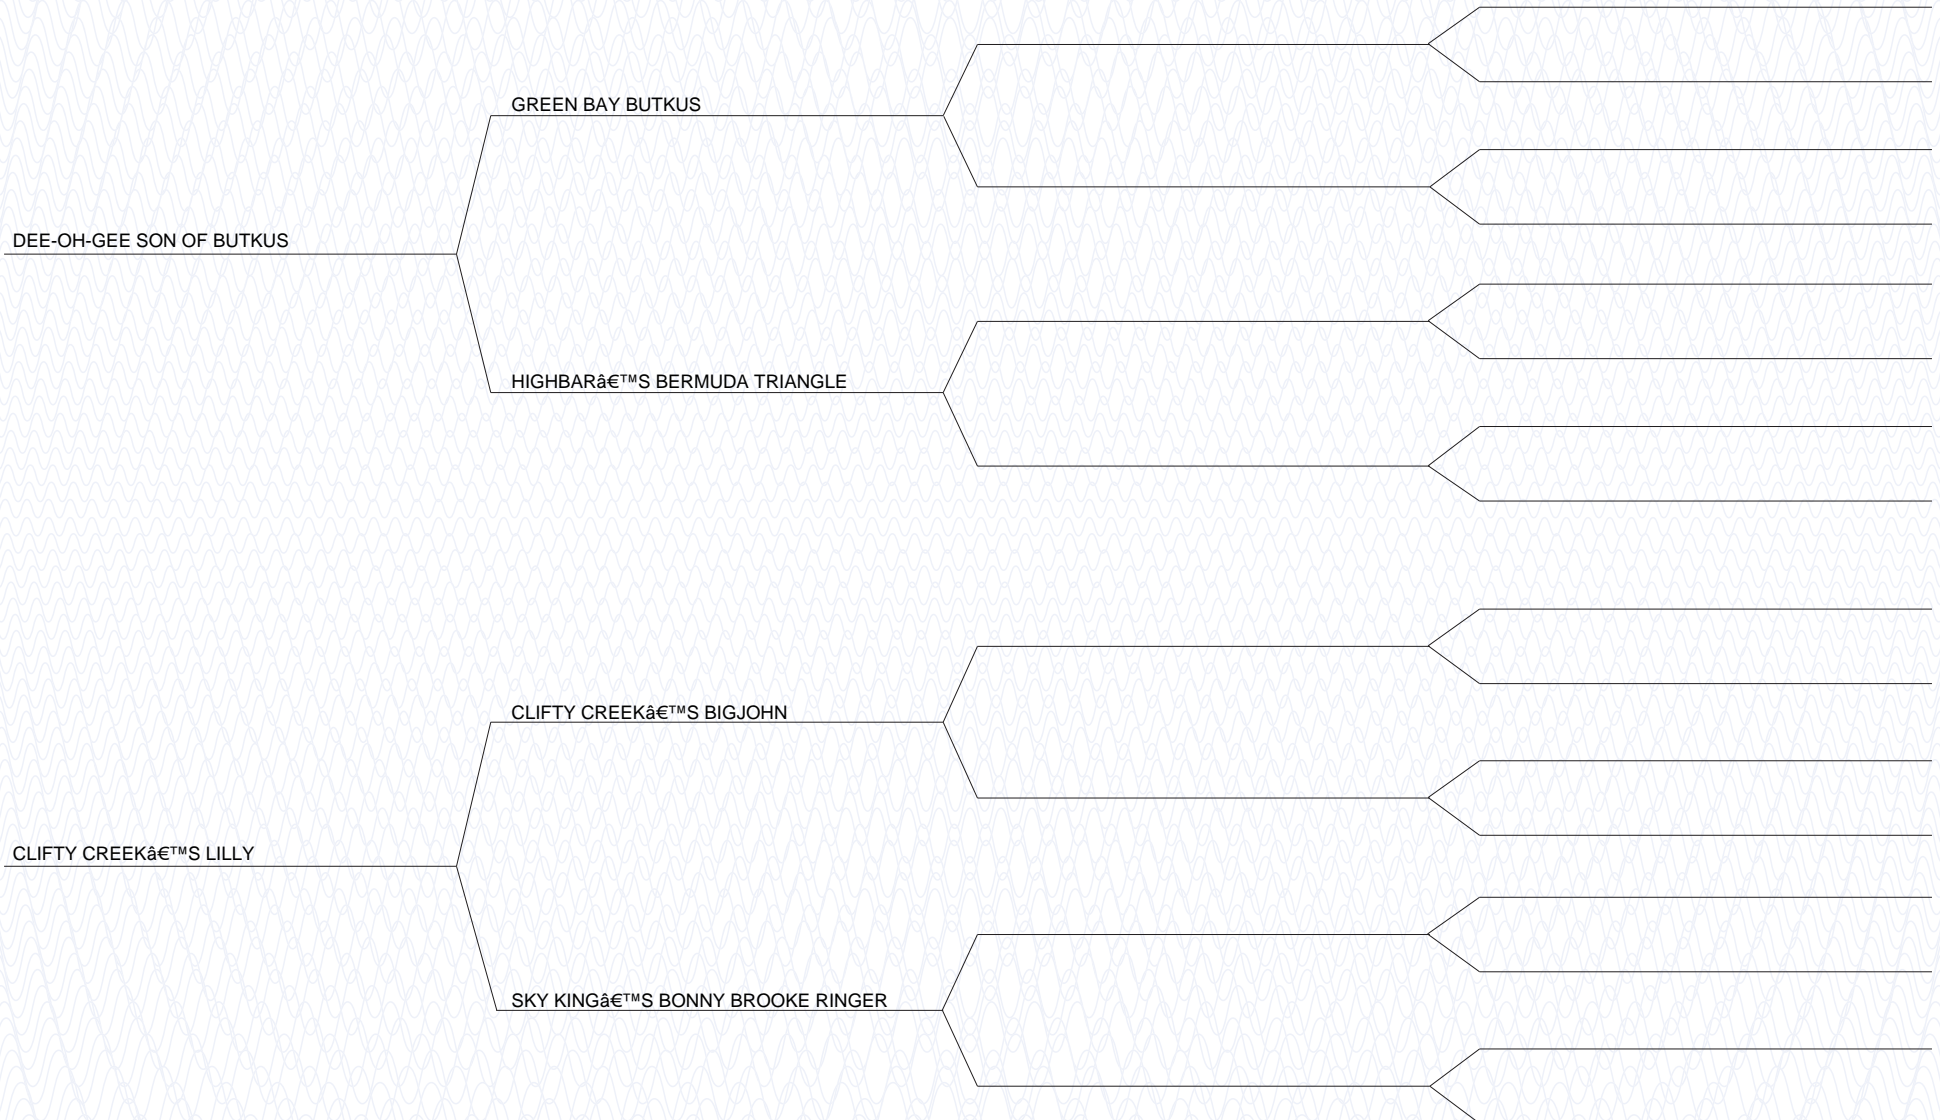 GREEN BAY BUTKUS
DEE-OH-GEE SON OF BUTKUS
HIGHBARâ€™S BERMUDA TRIANGLE
CLIFTY CREEKâ€™S BIGJOHN
CLIFTY CREEKâ€™S LILLY
SKY KINGâ€™S BONNY BROOKE RINGER